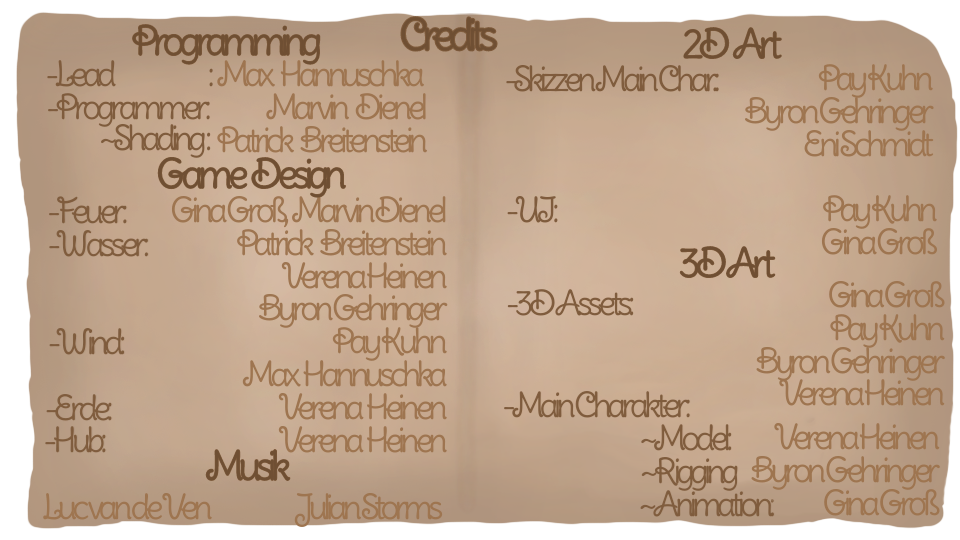 Credits
Programming
-Lead : Max Hannuschka
-Programmer: Marvin Dienel
~Shading: Patrick Breitenstein
Game Design
-Feuer: Gina Groß, Marvin Dienel
-Wasser: Patrick Breitenstein
Verena Heinen
Byron Gehringer
-Wind: Pay Kuhn
Max Hannuschka
-Erde: Verena Heinen
-Hub: Verena Heinen
Musik
Luc van de Ven Julian Storms
2D Art
-Skizzen Main Char.: Pay Kuhn
Byron Gehringer
Eni Schmidt
-UI: Pay Kuhn
Gina Groß
3D Art
-3D Assets: Gina Groß
Pay Kuhn
Byron Gehringer
Verena Heinen
-Main Charakter:
~Model: Verena Heinen
~Rigging Byron Gehringer
~Animation: Gina Groß